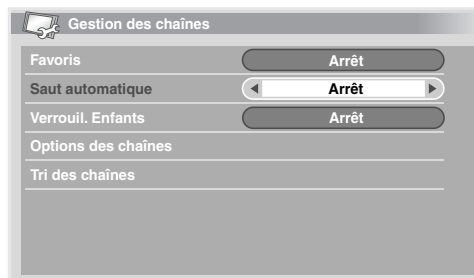 Gestion des chaînes
Favoris Arrêt
Saut automatique Arrêt
Verrouil. Enfants Arrêt
Options des chaînes
Tri des chaînes